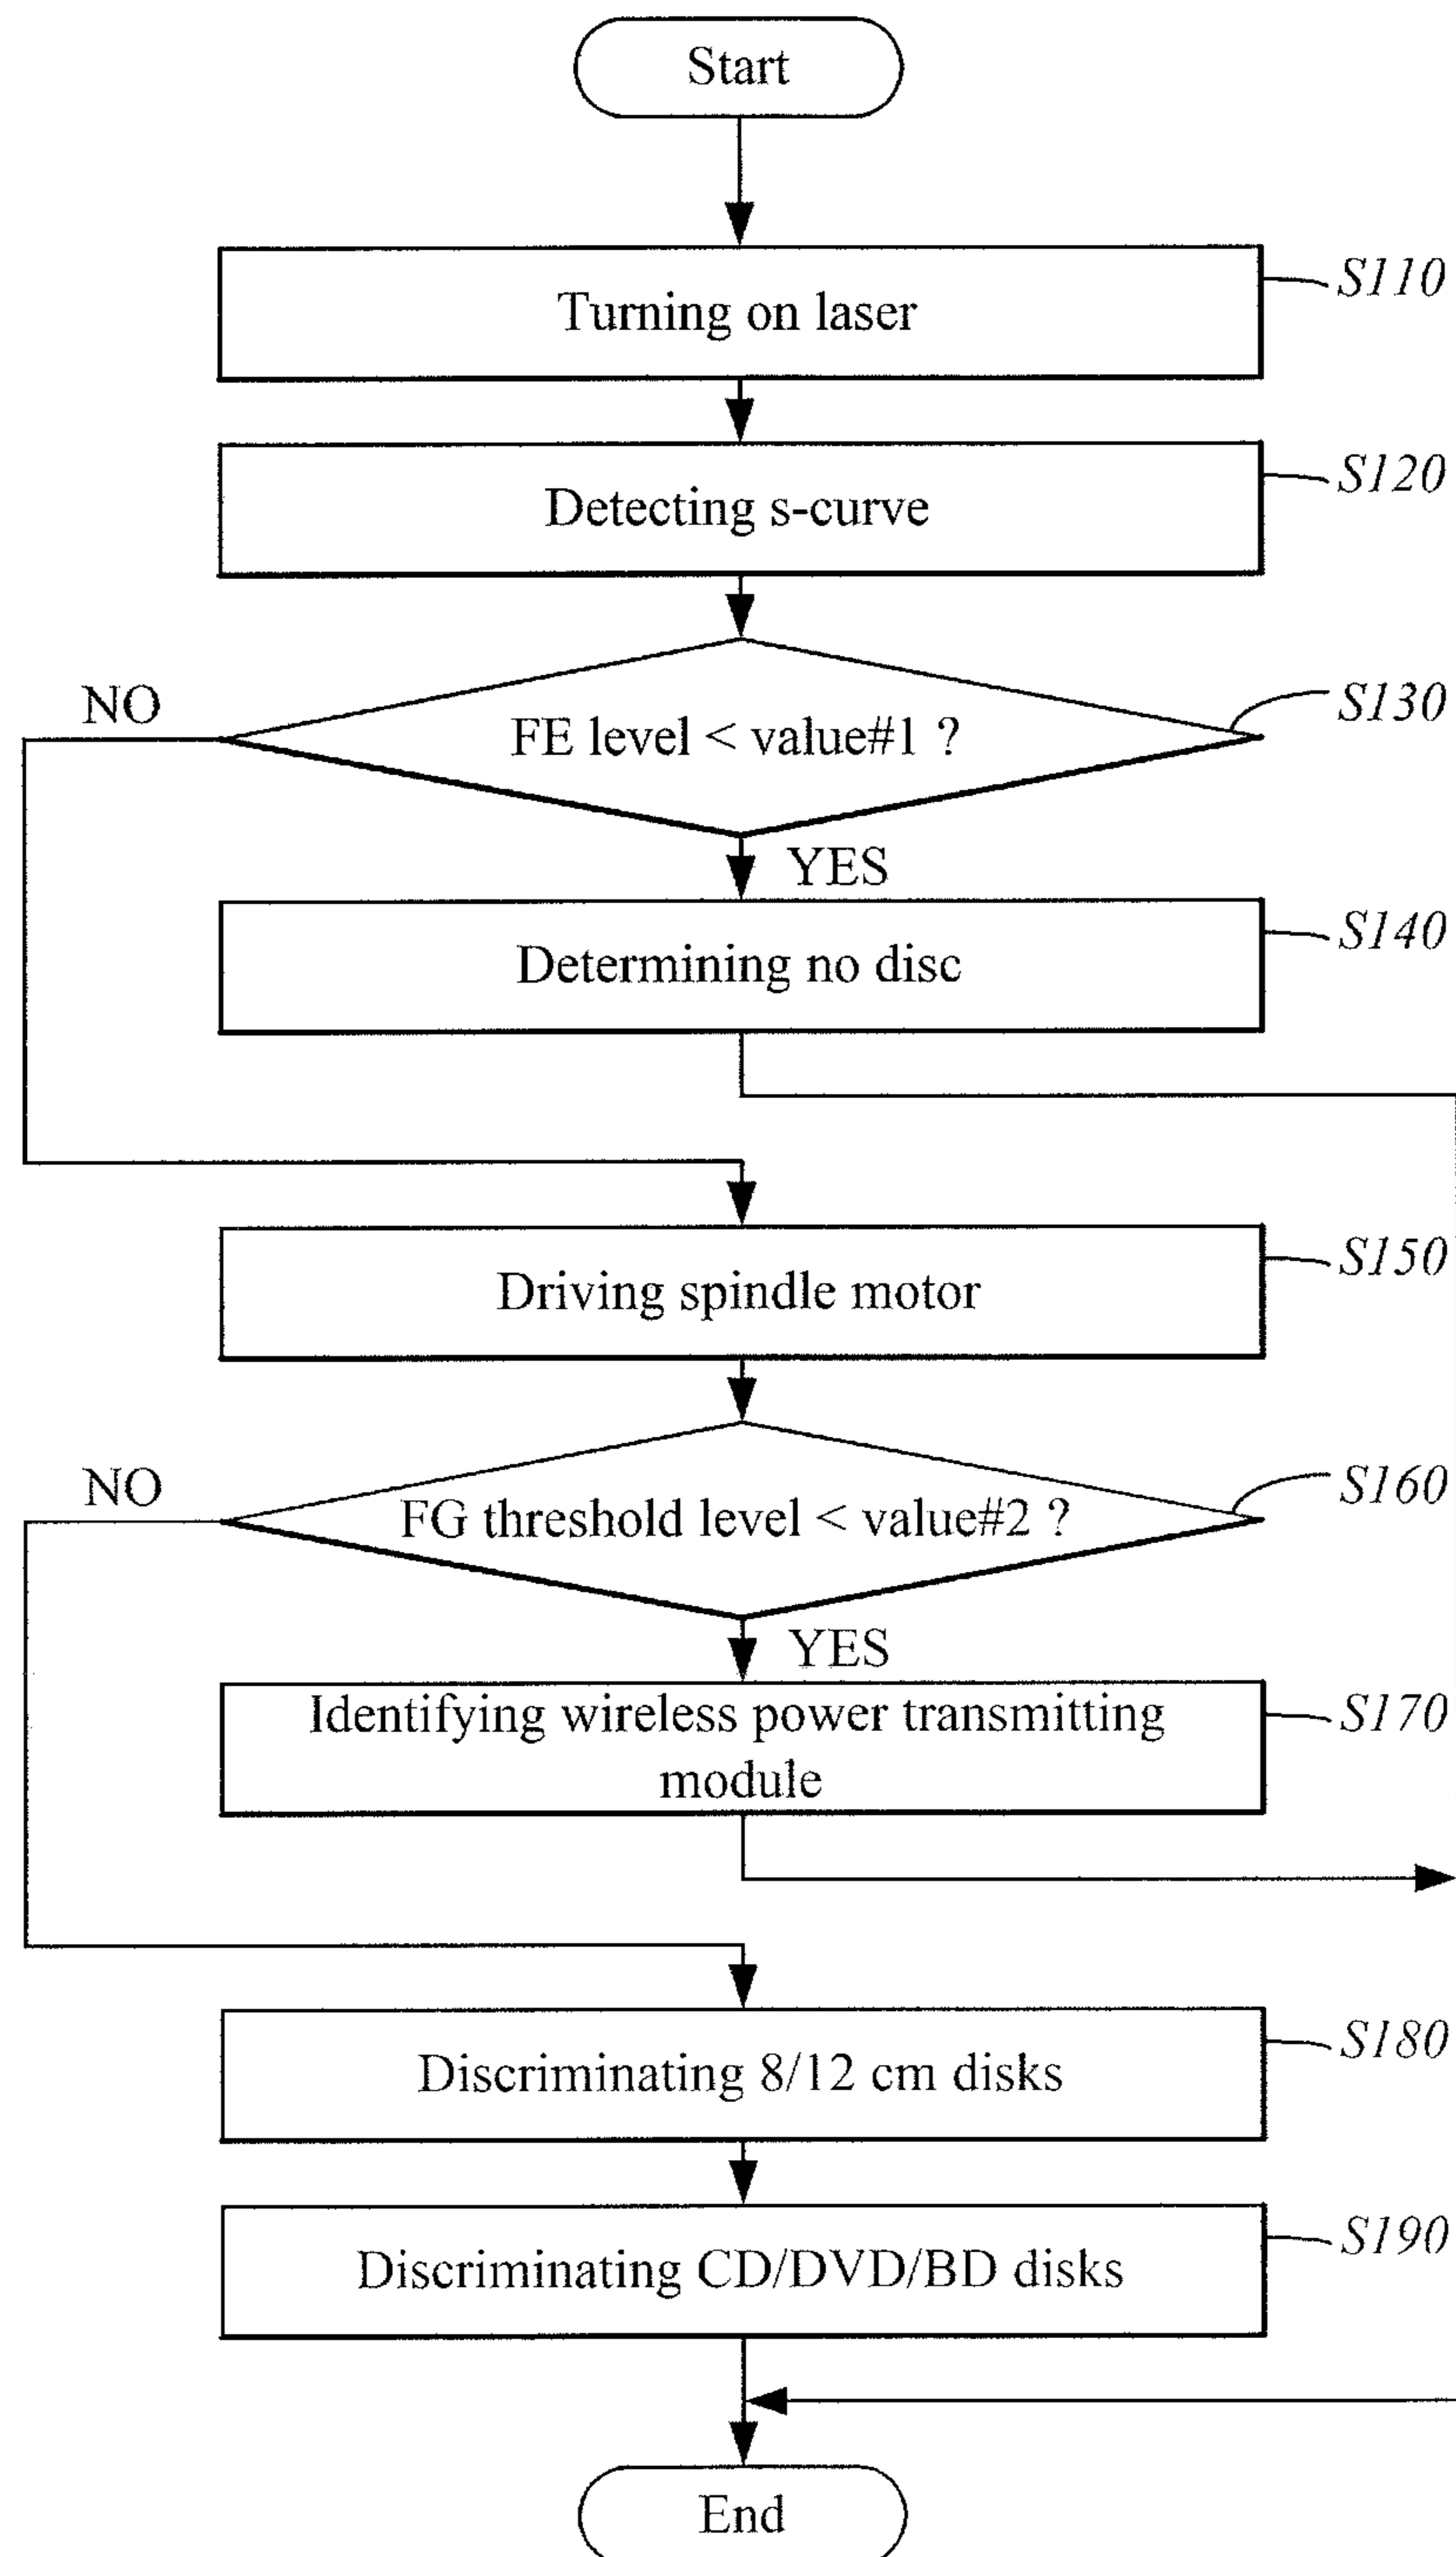 Start
Turning on laser
S110
Detecting s-curve
S120
NO
FE level < value#1 ?
S130
YES
Determining no disc
S140
Driving spindle motor
S150
NO
FG threshold level < value#2 ?
S160
YES
Identifying wireless power transmitting
module
S170
Discriminating 8/12 cm disks
S180
Discriminating CD/DVD/BD disks
S190
End